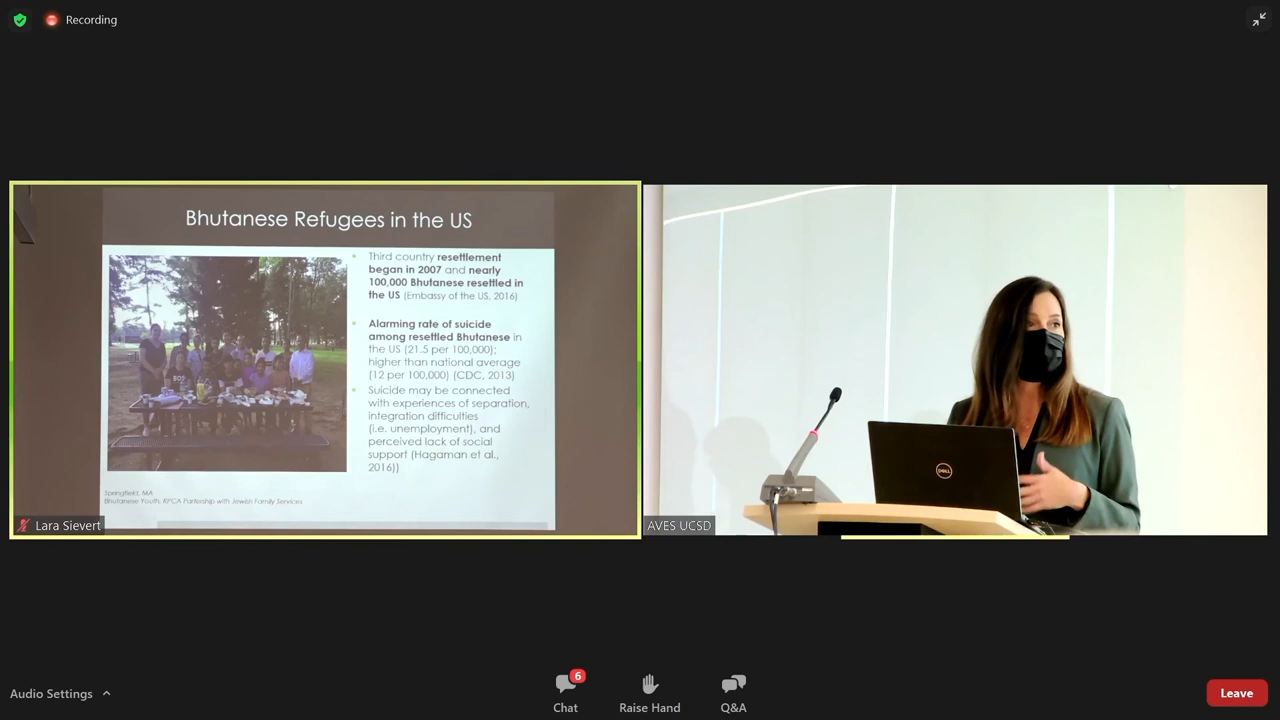 Recording
Bhutanese Refugees in the US
Third country resettlement
began in 2007 and nearly
100,000 Bhutanese resettled in
the US (Embassy of the US, 2016)
Alarming rate of suicide
among resettled Bhutanese in
the US (21.5 per 100,000);
higher than national average
(12 per 100,000) (CDC, 2013)
Suicide may be connected
with experiences of separation,
integration difficulties
(i.e. unemployment), and
perceived lack of social
support (Hagaman et al.,
2016))
Springfield, MA
Bhutanese Youth, KPCA Partnership with Jewish Family Services
Lara Sievert
DELL
AVES UCSD
Audio Settings
6
Chat
Raise Hand
Q&A
Leave